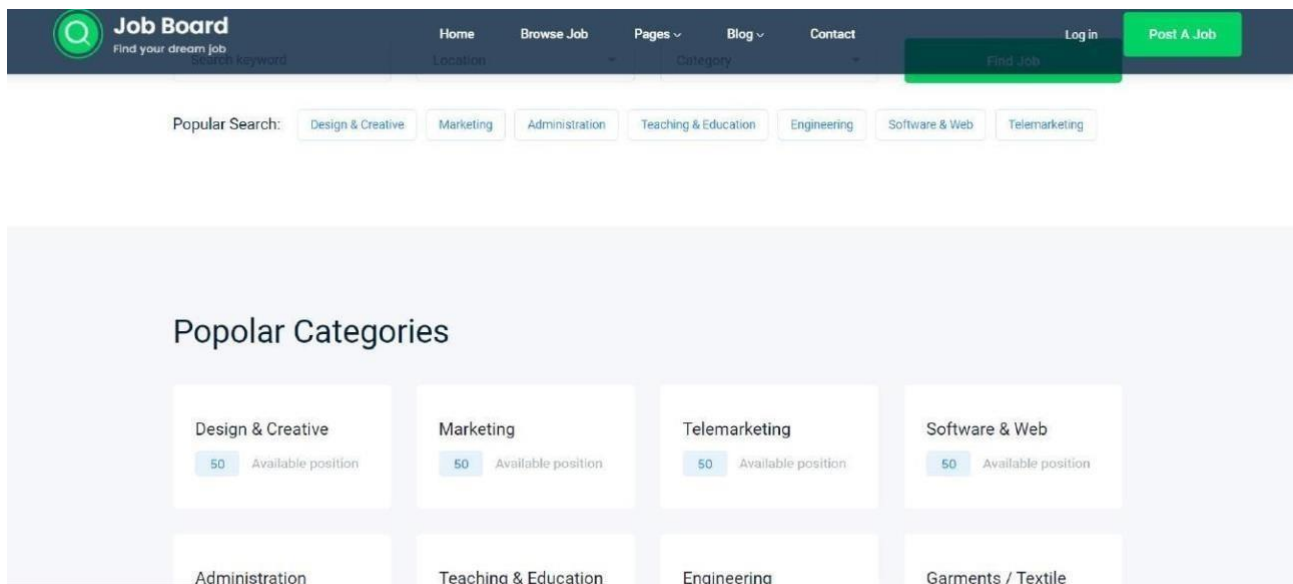 Job Board
Find your dream job
Home Browse Job Pages Blog Contact Log in Post A Job
Search keyword Location Category Find Job
Popular Search: Design & Creative Marketing Administration Teaching & Education Engineering Software & Web Telemarketing
Popolar Categories
Design & Creative Marketing Telemarketing Software & Web
50 Available position 50 Available position 50 Available position 50 Available position
Administration Teaching & Education Engineering Garments / Textile